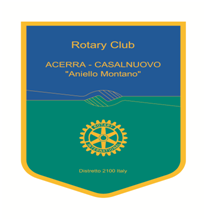 Rotary Club
ACERRA - CASALNUOVO
"Aniello Montano"
Distretto 2100 Italy